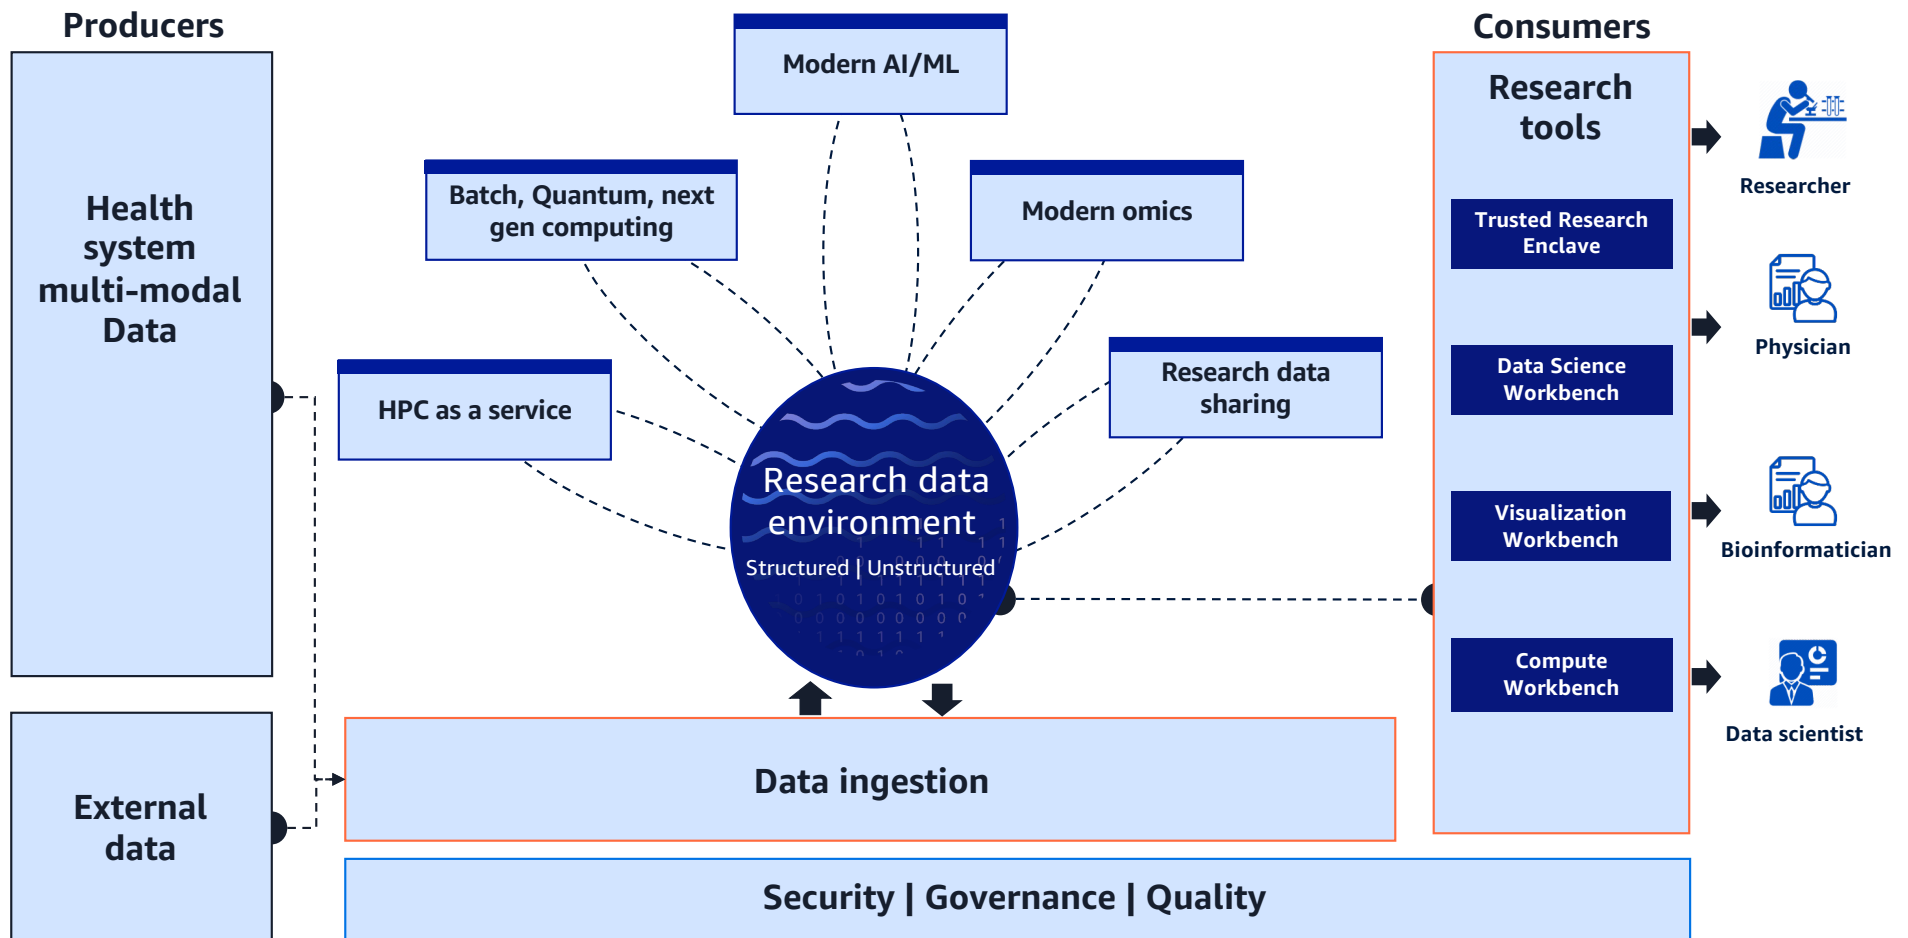 Producers
Health
system
multi-modal
Data
External
data
Modern AI/ML
Batch, Quantum, next
gen computing
Modern omics
HPC as a service
Research data
sharing
Research data
environment
Structured | Unstructured
Data ingestion
Security | Governance | Quality
Consumers
Research
tools
Trusted Research
Enclave
Data Science
Workbench
Visualization
Workbench
Compute
Workbench
Researcher
Physician
Bioinformatician
Data scientist